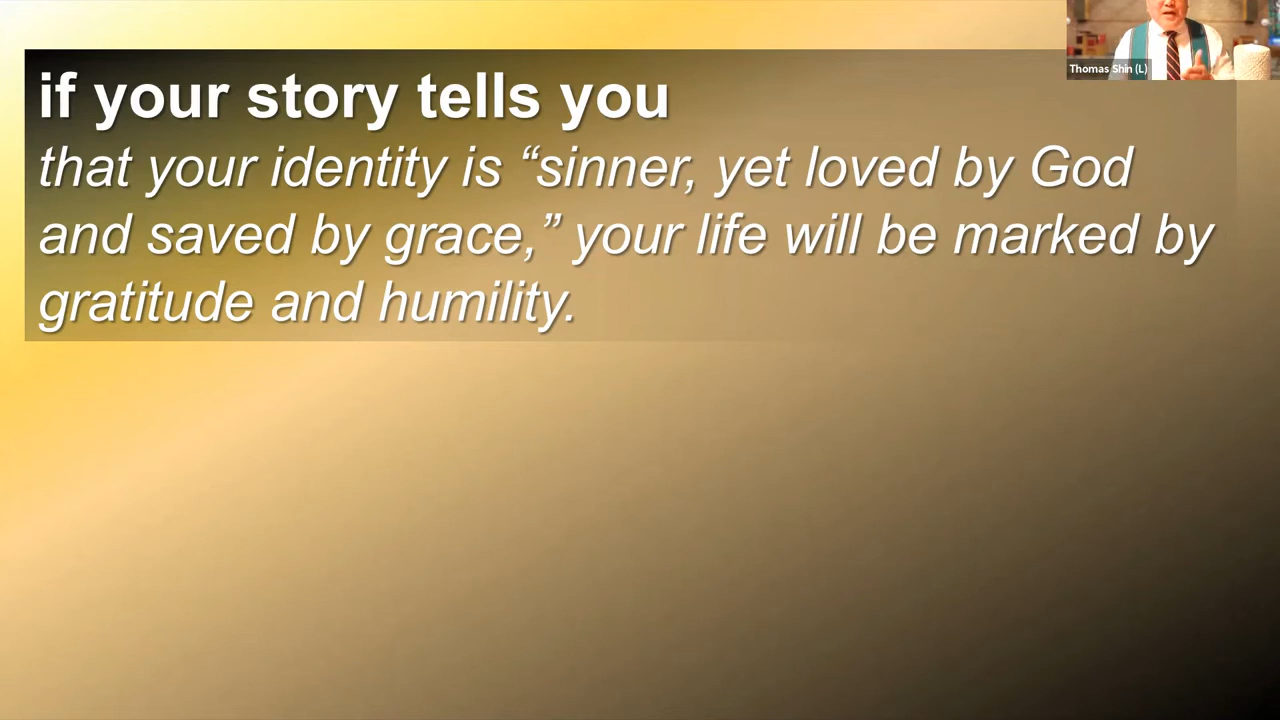 Thomas Shin (L)
if your story tells you
that your identity is “sinner, yet loved by God
and saved by grace,” your life will be marked by
gratitude and humility.